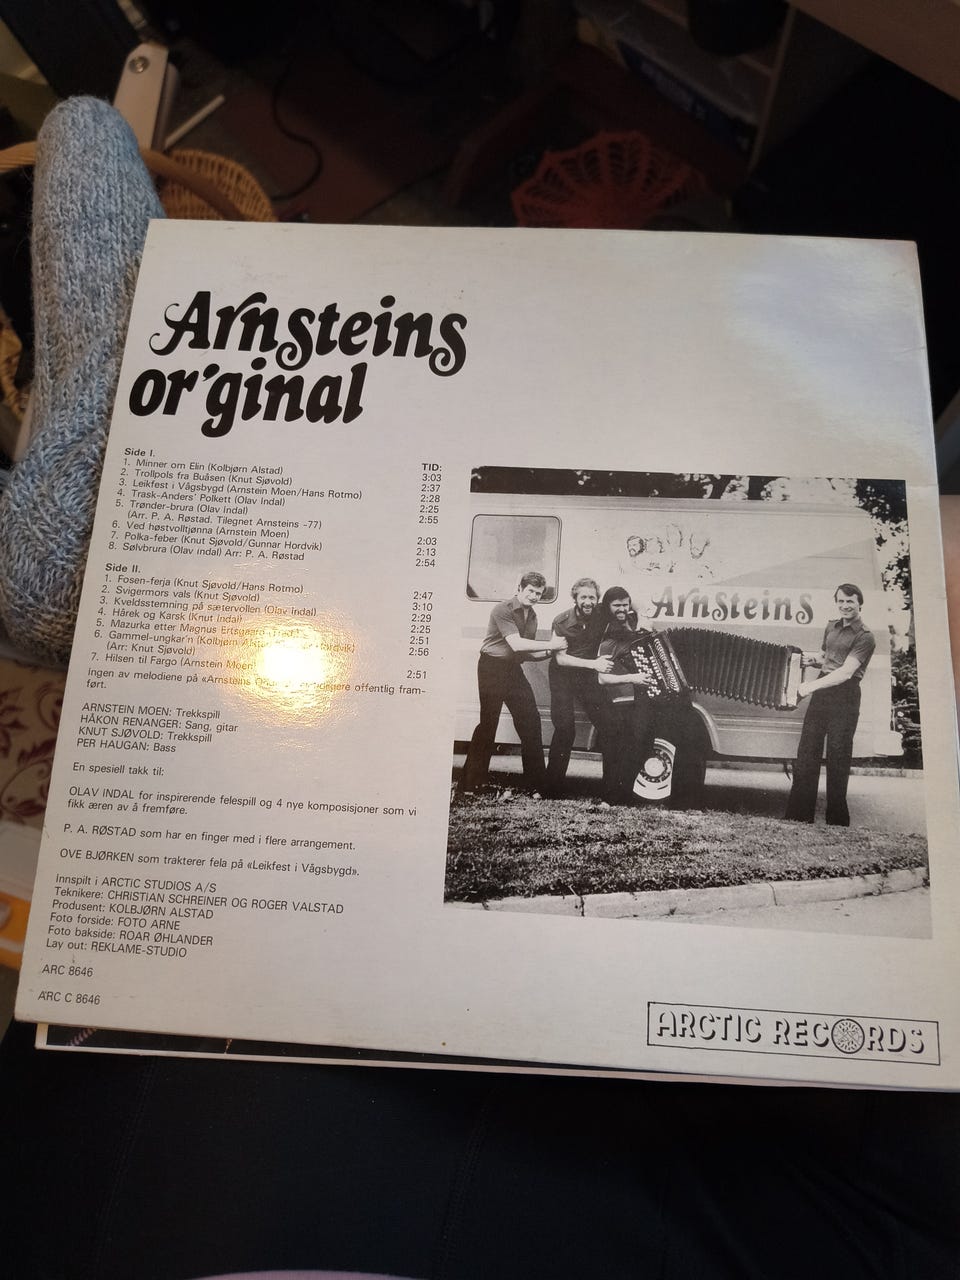 Arnsteins
or'ginal
Side I.
TID:
1. Minner om Elin (Kolbjørn Alstad) 3:03
2. Trollpols fra Buåsen (Knut Sjøvold) 2:37
3. Leikfest i Vågsbygd (Arnstein Moen/Hans Rotmo) 2:28
4. Trask-Anders' Polkett (Olav Indal) 2:25
5. Trønder-brura (Olav Indal)
(Arr. P. A. Røstad. Tilegnet Arnsteins -77) 2:55
6. Ved høstvolltjønna (Arnstein Moen) 2:03
7. Polka-feber (Knut Sjøvold/Gunnar Hordvik) 2:13
8. Sølvbrura (Olav indal) Arr: P. A. Røstad 2:54
Side II.
1. Fosen-ferja (Knut Sjøvold/Hans Rotmo) 2:47
2. Svigermors vals (Knut Sjøvold) 3:10
3. Kveldsstemning på sætervollen (Olav Indal) 2:29
4. Hårek og Karsk (Knut Indal) 2:25
5. Mazurka etter Magnus Ertsgaard (Trad.) 2:51
6. Gammel-ungkar'n (Kolbjørn
(Arr: Knut Sjøvold) 2:56
7. Hilsen til Fargo (Arnstein Moen 2:51
Ingen av melodiene på «Arnsteins offentlig fram-
ført.
ARNSTEIN MOEN: Trekkspill
HÅKON RENANGER: Sang, gitar
KNUT SJØVOLD: Trekkspill
PER HAUGAN: Bass
En spesiell takk til:
OLAV INDAL for inspirerende felespill og 4 nye komposisjoner som vi
fikk æren av å fremføre.
P. A. RØSTAD som har en finger med i flere arrangement.
OVE BJØRKEN som trakterer fela på «Leikfest i Vågsbygd».
Innspilt i ARCTIC STUDIOS A/S
Teknikere: CHRISTIAN SCHREINER OG ROGER VALSTAD
Produsent: KOLBJØRN ALSTAD
Foto forside: FOTO ARNE
Foto bakside: ROAR ØHLANDER
Lay out: REKLAME-STUDIO
ARC 8646
ARC C 8646
Arnsteins
ARCTIC RECORDS